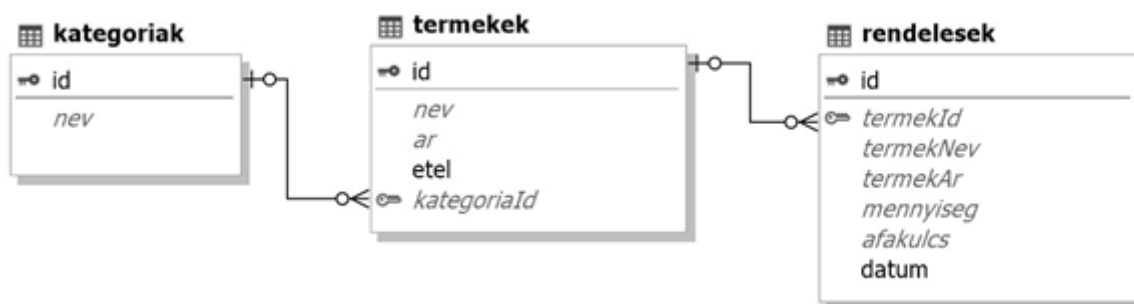 kategoriak
id
nev
termekek
id
nev
ar
etel
kategoriaId
rendelesek
id
termekId
termekNev
termekAr
mennyiseg
afakulcs
datum